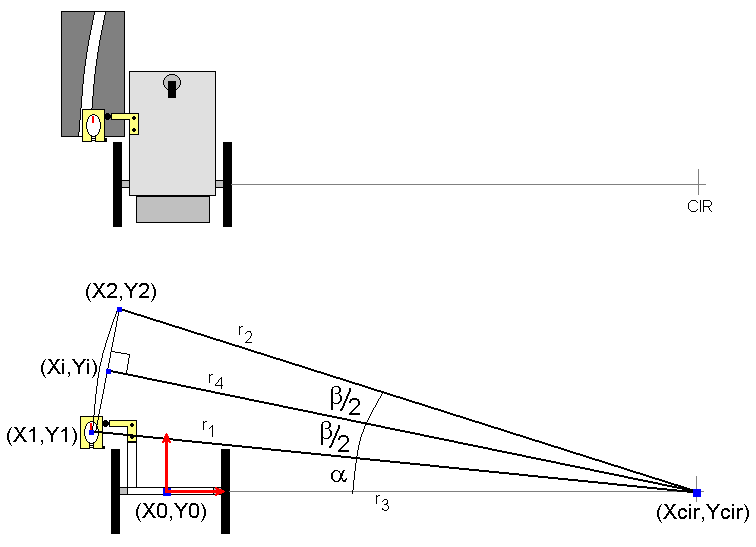 CIR
(X2,Y2)
r2
(Xi,Yi)
r4
β/2
(X1,Y1)
r1
β/2
α
(X0,Y0)
r3
(Xcir,Ycir)